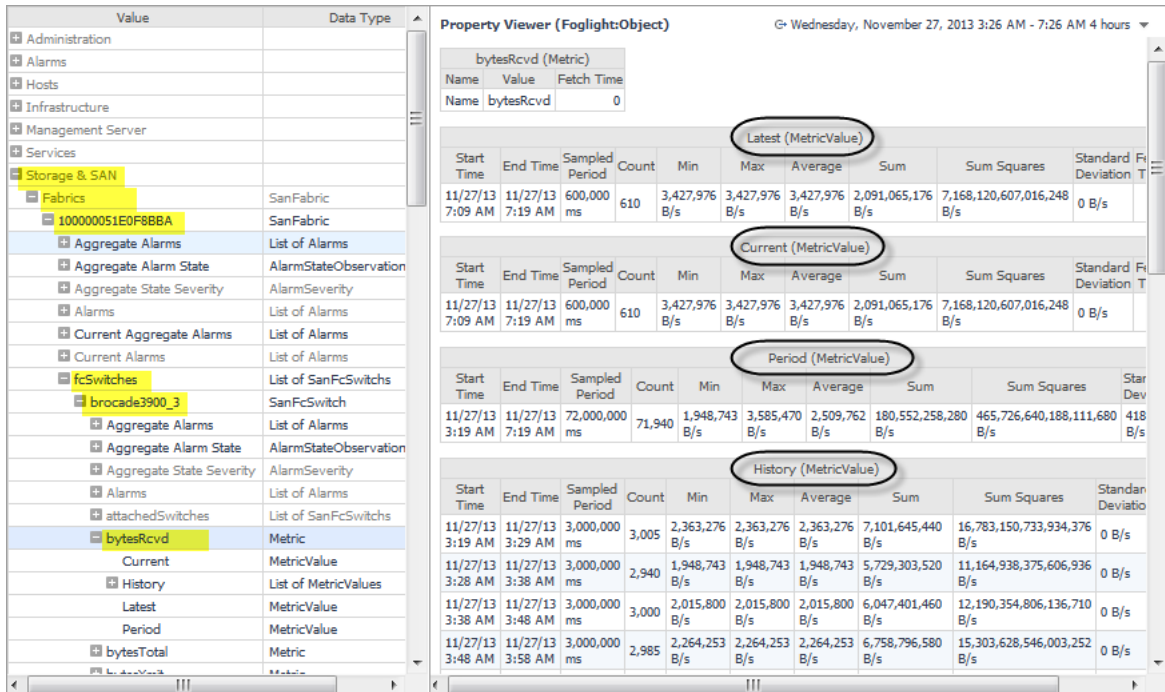 Value Data Type
Administration
Alarms
Hosts
Infrastructure
Management Server
Services
Storage & SAN
Fabrics SanFabric
100000051E0F8BBA SanFabric
Aggregate Alarms List of Alarms
Aggregate Alarm State AlarmStateObservation
Aggregate State Severity AlarmSeverity
Alarms List of Alarms
Current Aggregate Alarms List of Alarms
Current Alarms List of Alarms
fcSwitches List of SanFcSwitchs
brocade3900_3 SanFcSwitch
Aggregate Alarms List of Alarms
Aggregate Alarm State AlarmStateObservation
Aggregate State Severity AlarmSeverity
Alarms List of Alarms
attachedSwitches List of SanFcSwitchs
bytesRcvd Metric
Current MetricValue
History List of MetricValues
Latest MetricValue
Period MetricValue
bytesTotal Metric
Property Viewer (Foglight:Object) Wednesday, November 27, 2013 3:26 AM - 7:26 AM 4 hours
bytesRcvd (Metric)
Name Value Fetch Time
Name bytesRcvd 0
Latest (MetricValue)
Start End Time Sampled Count Min Max Average Sum Sum Squares Standard Fe
Time Period Deviation T
11/27/13 11/27/13 600,000 610 3,427,976 3,427,976 3,427,976 2,091,065,176 7,168,120,607,016,248 0 B/s
7:09 AM 7:19 AM ms B/s B/s B/s B/s B/s
Current (MetricValue)
Start End Time Sampled Count Min Max Average Sum Sum Squares Standard Fe
Time Period Deviation T
11/27/13 11/27/13 600,000 610 3,427,976 3,427,976 3,427,976 2,091,065,176 7,168,120,607,016,248 0 B/s
7:09 AM 7:19 AM ms B/s B/s B/s B/s B/s
Period (MetricValue)
Start End Time Sampled Count Min Max Average Sum Sum Squares Star
Time Period Dev
11/27/13 11/27/13 72,000,000 71,940 1,948,743 3,585,470 2,509,762 180,552,258,280 465,726,640,188,111,680 418
3:19 AM 7:19 AM ms B/s B/s B/s B/s B/s B/s
History (MetricValue)
Start End Time Sampled Count Min Max Average Sum Sum Squares Standar
Time Period Deviatio
11/27/13 11/27/13 3,000,000 3,005 2,363,276 2,363,276 2,363,276 7,101,645,440 16,783,150,733,934,376 0 B/s
3:19 AM 3:29 AM ms B/s B/s B/s B/s B/s
11/27/13 11/27/13 3,000,000 2,940 1,948,743 1,948,743 1,948,743 5,729,303,520 11,164,938,375,606,936 0 B/s
3:28 AM 3:38 AM ms B/s B/s B/s B/s B/s
11/27/13 11/27/13 3,000,000 3,000 2,015,800 2,015,800 2,015,800 6,047,401,460 12,190,354,806,136,710 0 B/s
3:38 AM 3:48 AM ms B/s B/s B/s B/s B/s
11/27/13 11/27/13 3,000,000 2,985 2,264,253 2,264,253 2,264,253 6,758,796,580 15,303,628,546,003,252 0 B/s
3:48 AM 3:58 AM ms B/s B/s B/s B/s B/s